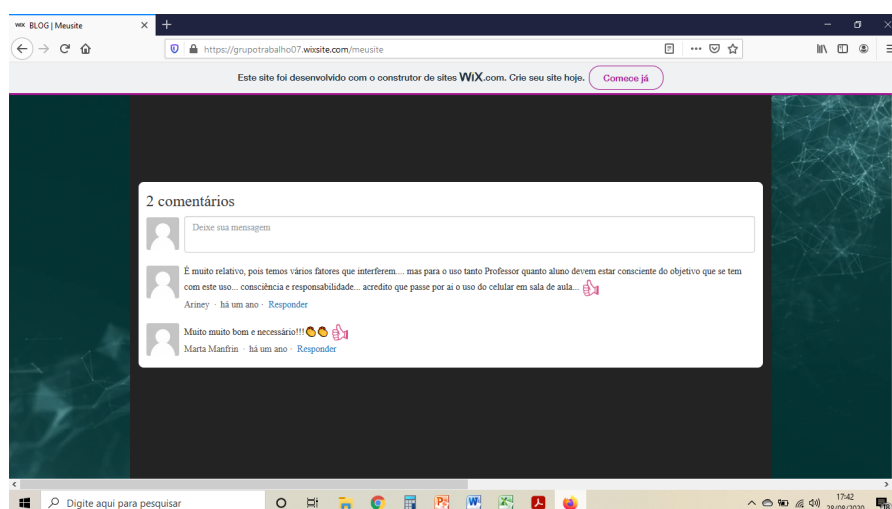 WiX BLOG | Meusite
https://grupotrabalho07.wixsite.com/meusite
Este site foi desenvolvido com o construtor de sites WiX.com. Crie seu site hoje. Comece já
2 comentários
Deixe sua mensagem
É muito relativo, pois temos vários fatores que interferem.... mas para o uso tanto Professor quanto aluno devem estar consciente do objetivo que se tem
com este uso... consciência e responsabilidade... acredito que passe por ai o uso do celular em sala de aula...
Ariney · há um ano · Responder
Muito muito bom e necessário!!!
Marta Manfrin · há um ano · Responder
Digite aqui para pesquisar
17:42
28/08/2020